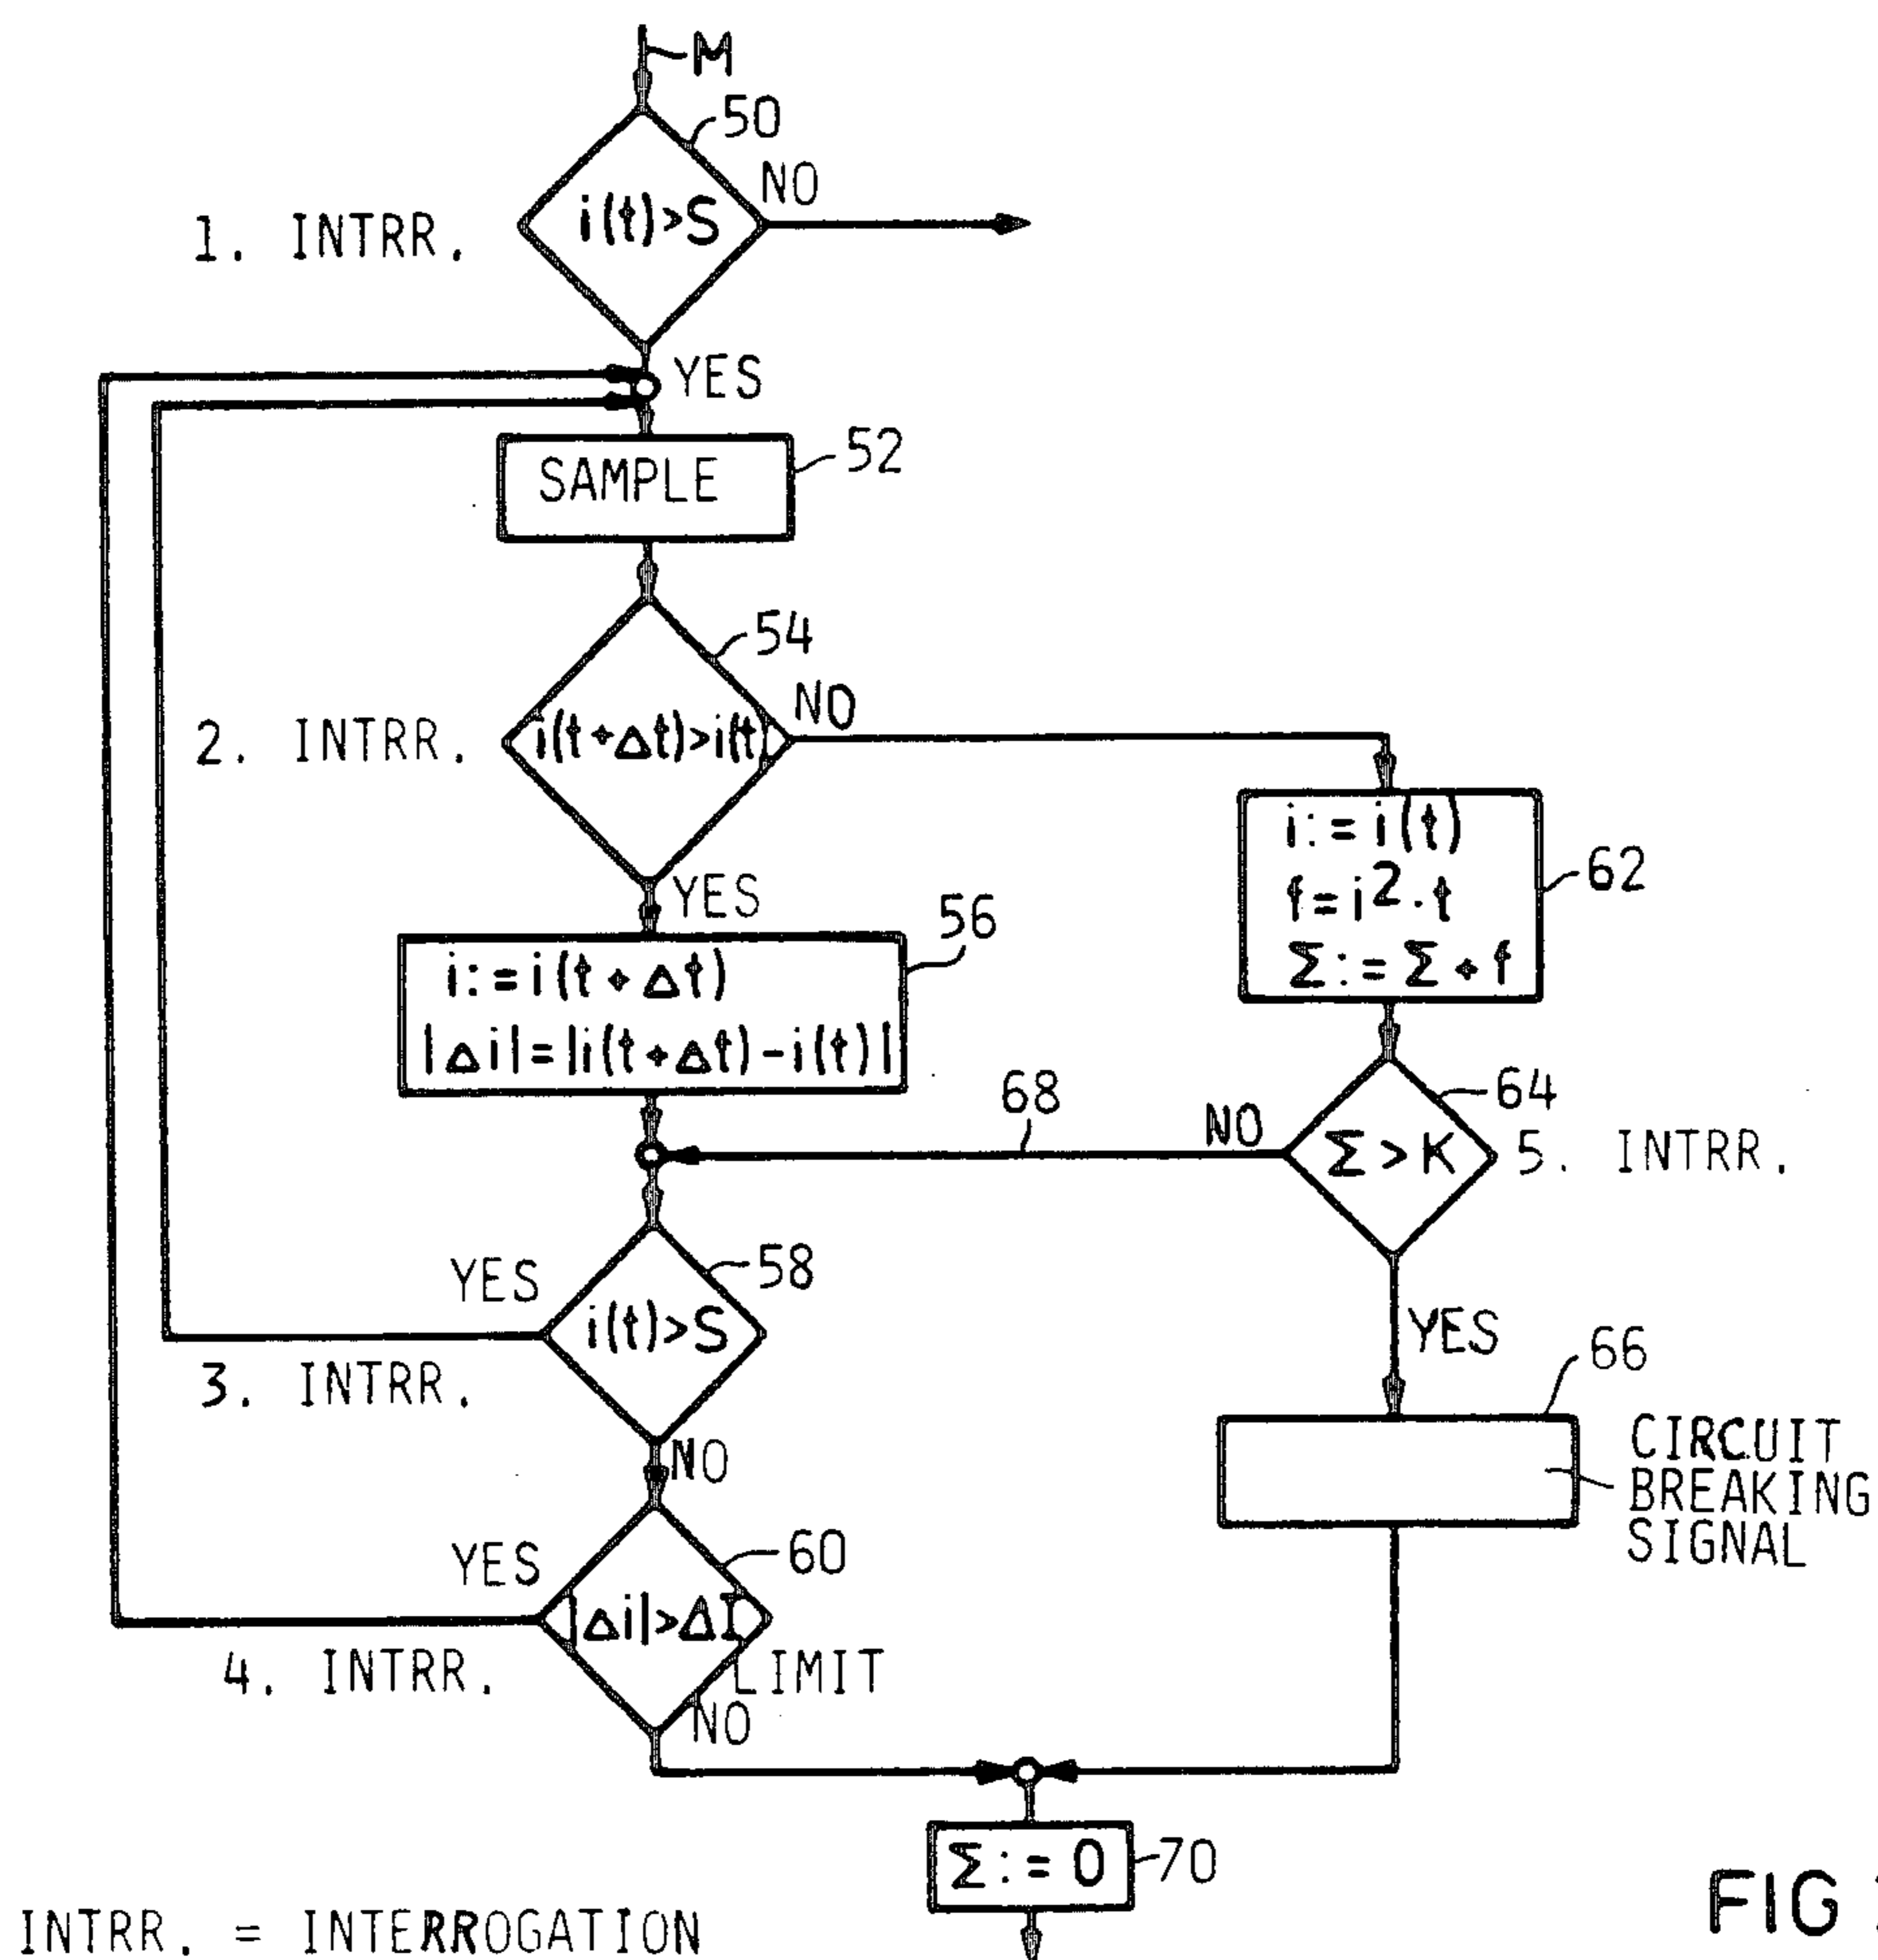 M
50
i(t)>S
NO
1. INTRR.
YES
SAMPLE
52
54
i(t+Δt)>i(t)
NO
2. INTRR.
YES
i:=i(t)
f=i²·t
Σ:=Σ+f
62
56
i:=i(t+Δt)
|Δi|=|i(t+Δt)-i(t)|
68
NO
64
Σ>K
5. INTRR.
YES
58
i(t)>S
3. INTRR.
YES
66
CIRCUIT
BREAKING
SIGNAL
NO
YES
60
|Δi|>ΔI
LIMIT
4. INTRR.
NO
Σ:=0
70
INTRR. = INTERROGATION
FIG